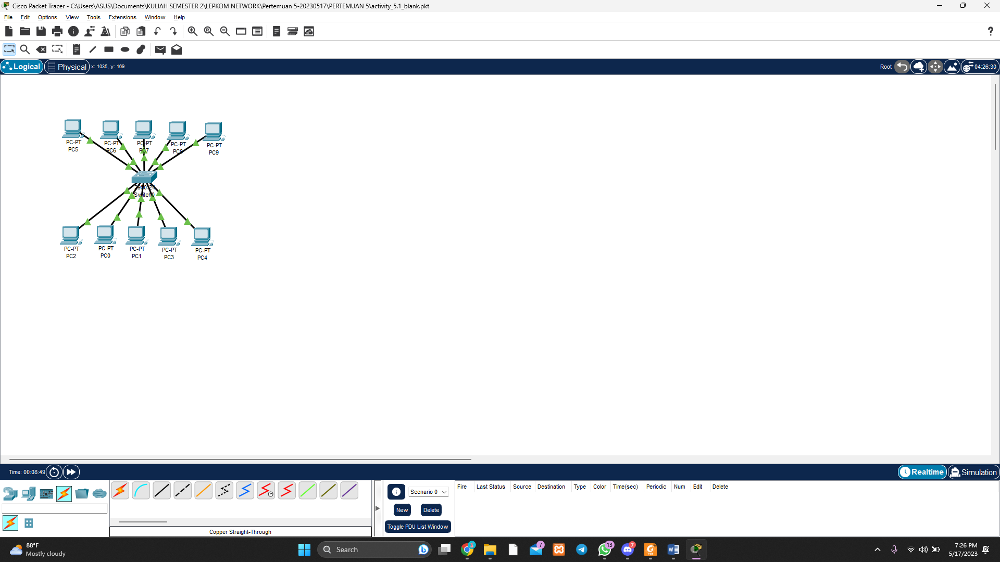 Cisco Packet Tracer - C:\Users\ASUS\Documents\KULIAH SEMESTER 2\LEPKOM NETWORK\Pertemuan 5-20230517\PERTEMUAN 5\activity_5.1_blank.pkt
File Edit Options View Tools Extensions Window Help
Logical Physical x: 1035, y: 169 Root 04:26:30
PC-PT PC-PT PC-PT PC-PT PC-PT
PC5 PC6 PC7 PC8 PC9
2950-24
Switch0
PC-PT PC-PT PC-PT PC-PT PC-PT
PC2 PC0 PC1 PC3 PC4
Time: 00:08:49 Realtime Simulation
Scenario 0
New Delete
Toggle PDU List Window
Fire Last Status Source Destination Type Color Time(sec) Periodic Num Edit Delete
Copper Straight-Through
88°F
Mostly cloudy
Search
7 13 7
7:26 PM
5/17/2023